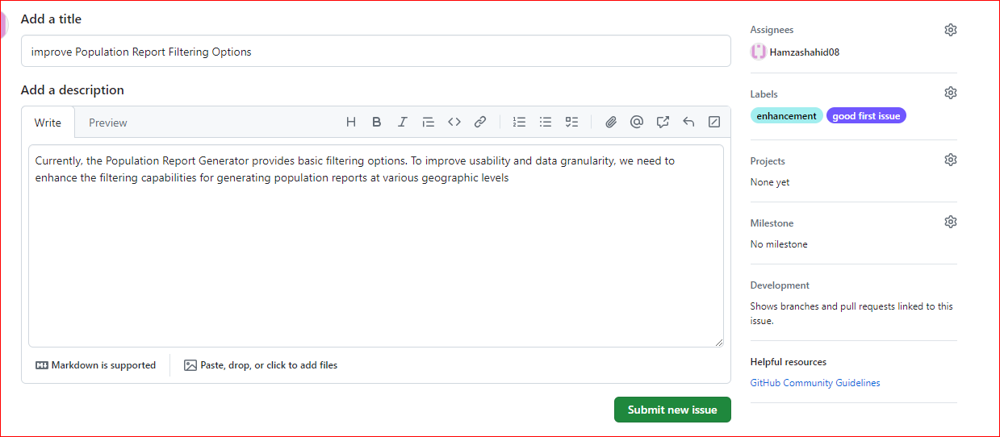 Add a title
improve Population Report Filtering Options
Add a description
Write Preview
H B I
Currently, the Population Report Generator provides basic filtering options. To improve usability and data granularity, we need to
enhance the filtering capabilities for generating population reports at various geographic levels
Markdown is supported
Paste, drop, or click to add files
Submit new issue
Assignees
Hamzashahid08
Labels
enhancement good first issue
Projects
None yet
Milestone
No milestone
Development
Shows branches and pull requests linked to this
issue.
Helpful resources
GitHub Community Guidelines